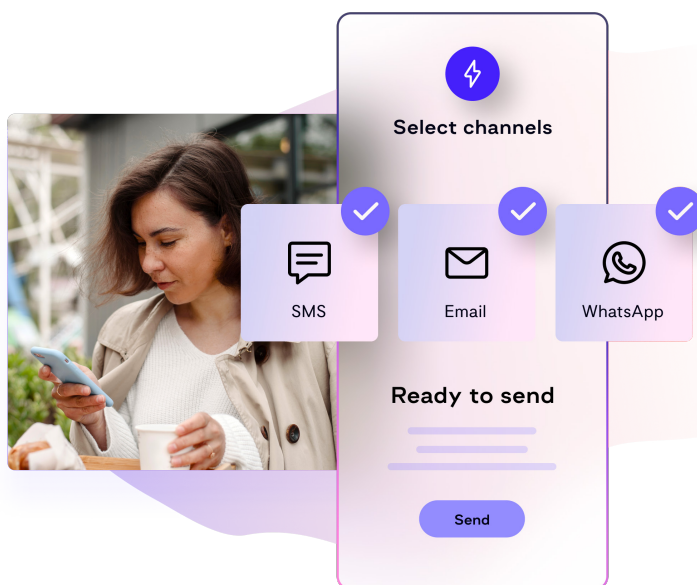 Select channels
SMS
Email
WhatsApp
Ready to send
Send